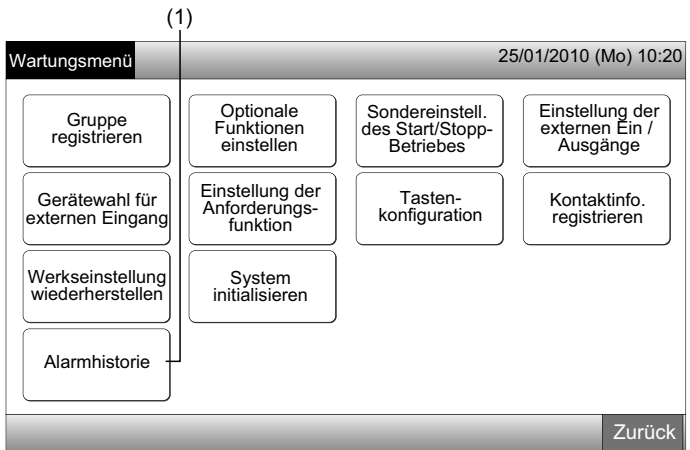 (1)
Wartungsmenü
25/01/2010 (Mo) 10:20
Gruppe
registrieren
Optionale
Funktionen
einstellen
Sondereinstell.
des Start/Stopp-
Betriebes
Einstellung der
externen Ein /
Ausgänge
Gerätewahl für
externen Eingang
Einstellung der
Anforderungs-
funktion
Tasten-
konfiguration
Kontaktinfo.
registrieren
Werkseinstellung
wiederherstellen
System
initialisieren
Alarmhistorie
Zurück